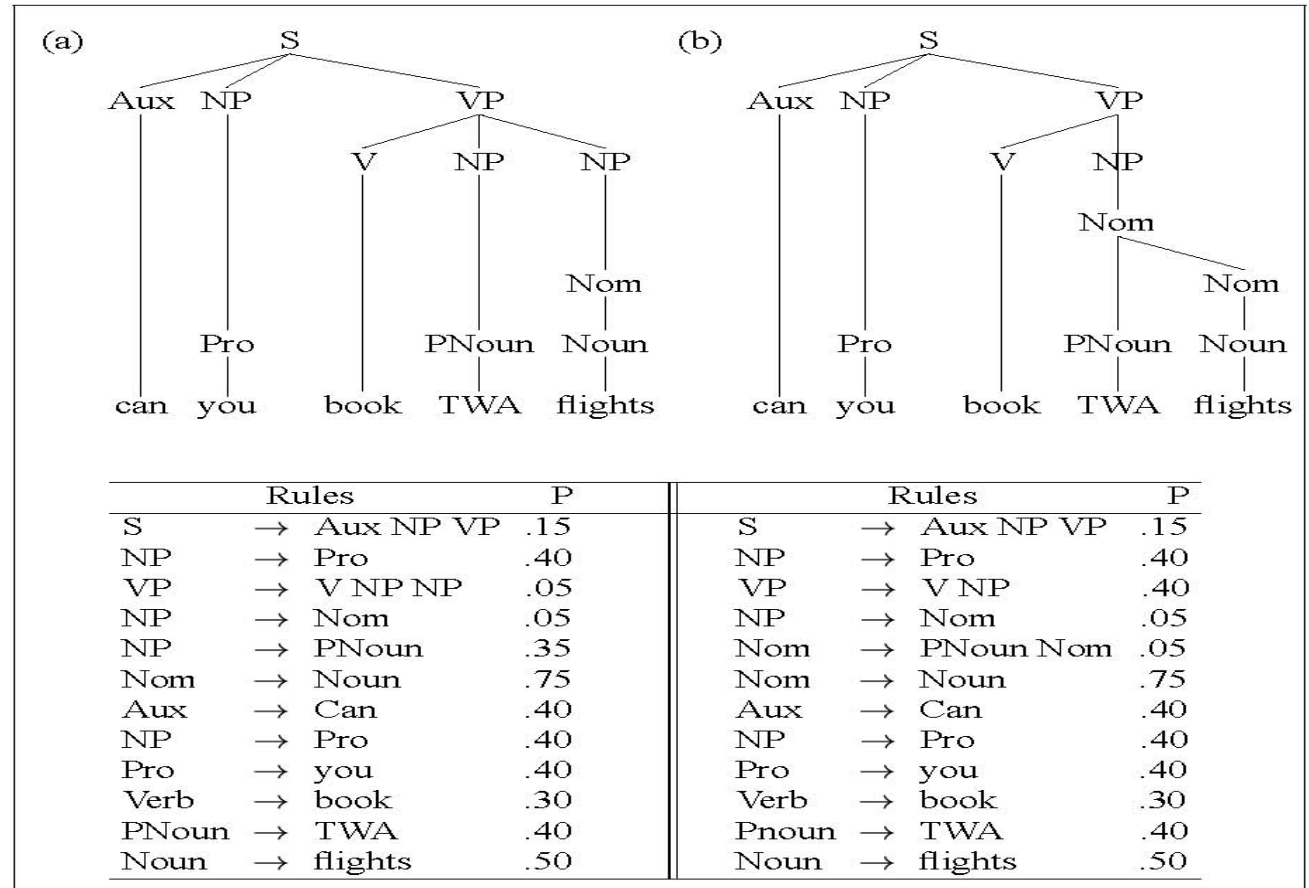 (a) S (b) S
Aux NP VP Aux NP VP
V NP NP V NP
Nom
Nom Nom
Pro PNoun Noun Pro PNoun Noun
can you book TWA flights can you book TWA flights
Rules P Rules P
S → Aux NP VP .15 S → Aux NP VP .15
NP → Pro .40 NP → Pro .40
VP → V NP NP .05 VP → V NP .40
NP → Nom .05 NP → Nom .05
NP → PNoun .35 Nom → PNoun Nom .05
Nom → Noun .75 Nom → Noun .75
Aux → Can .40 Aux → Can .40
NP → Pro .40 NP → Pro .40
Pro → you .40 Pro → you .40
Verb → book .30 Verb → book .30
PNoun → TWA .40 Pnoun → TWA .40
Noun → flights .50 Noun → flights .50